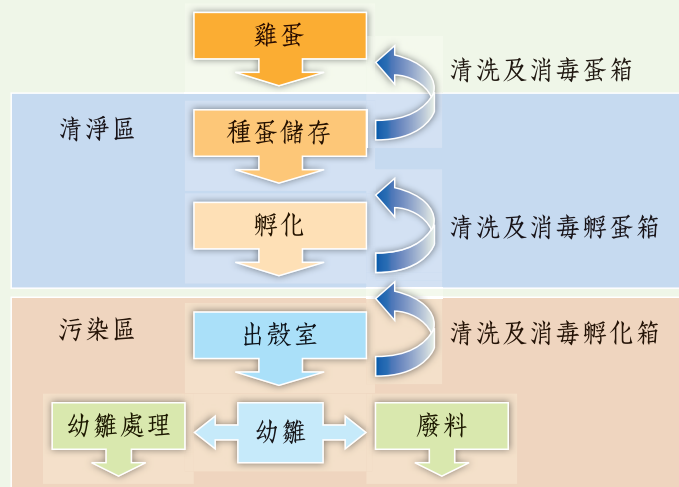 雞蛋
清洗及消毒蛋箱
清淨區
種蛋儲存
孵化
清洗及消毒孵蛋箱
污染區
出殼室
清洗及消毒孵化箱
幼雛處理
幼雛
廢料